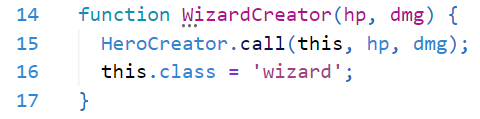 14 function WizardCreator(hp, dmg) {
15   HeroCreator.call(this, hp, dmg);
16   this.class = 'wizard';
17 }